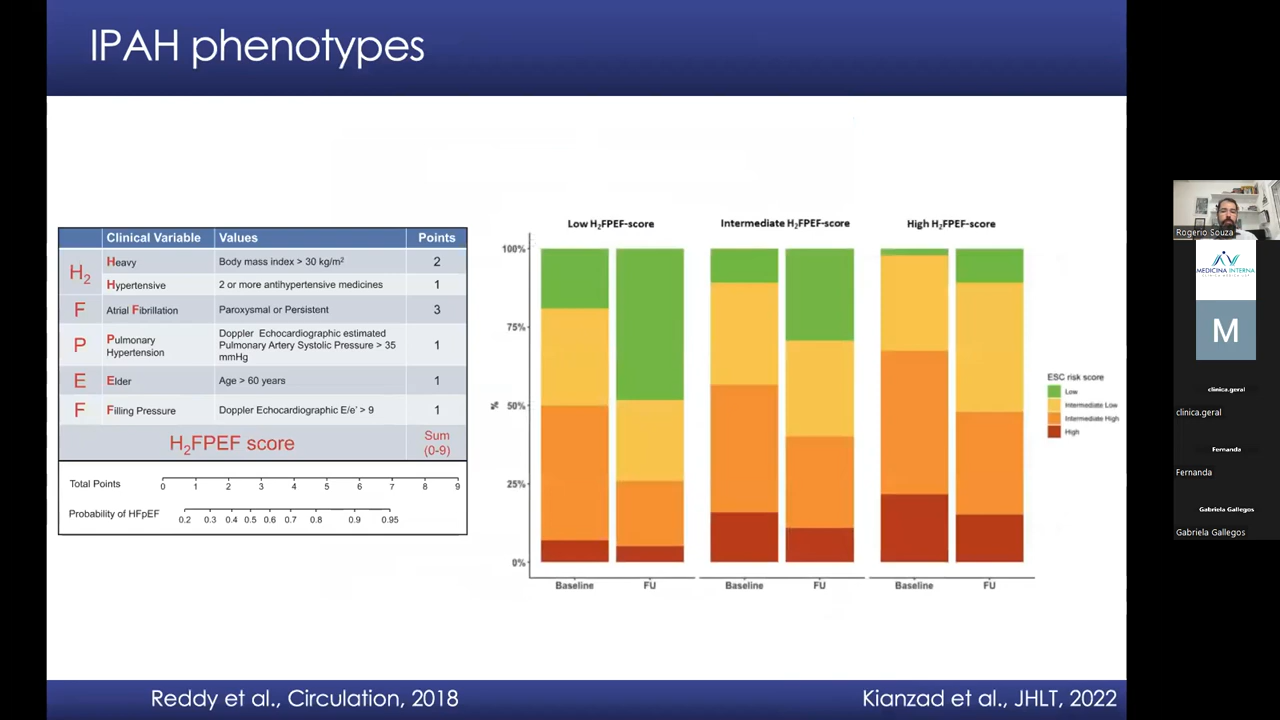 IPAH phenotypes
Clinical Variable Values Points
H2
Heavy Body mass index > 30 kg/m² 2
Hypertensive 2 or more antihypertensive medicines 1
F Atrial Fibrillation Paroxysmal or Persistent 3
P Pulmonary Hypertension
Doppler Echocardiographic estimated
Pulmonary Artery Systolic Pressure > 35
mmHg
1
E Elder Age > 60 years 1
F Filling Pressure Doppler Echocardiographic E/e' > 9 1
H2FPEF score
Sum
(0-9)
Total Points 0 1 2 3 4 5 6 7 8 9
Probability of HFpEF 0.2 0.3 0.4 0.5 0.6 0.7 0.8 0.9 0.95
Low H2FPEF-score Intermediate H2FPEF-score High H2FPEF-score
100%
75%
50%
25%
0%
%
Baseline FU Baseline FU Baseline FU
ESC risk score
Low
Intermediate Low
Intermediate High
High
Reddy et al., Circulation, 2018
Kianzad et al., JHLT, 2022
Rogerio Souza
MEDICINA INTERNA
M
clinica.geral
clinica.geral
Fernanda
Fernanda
Gabriela Gallegos
Gabriela Gallegos